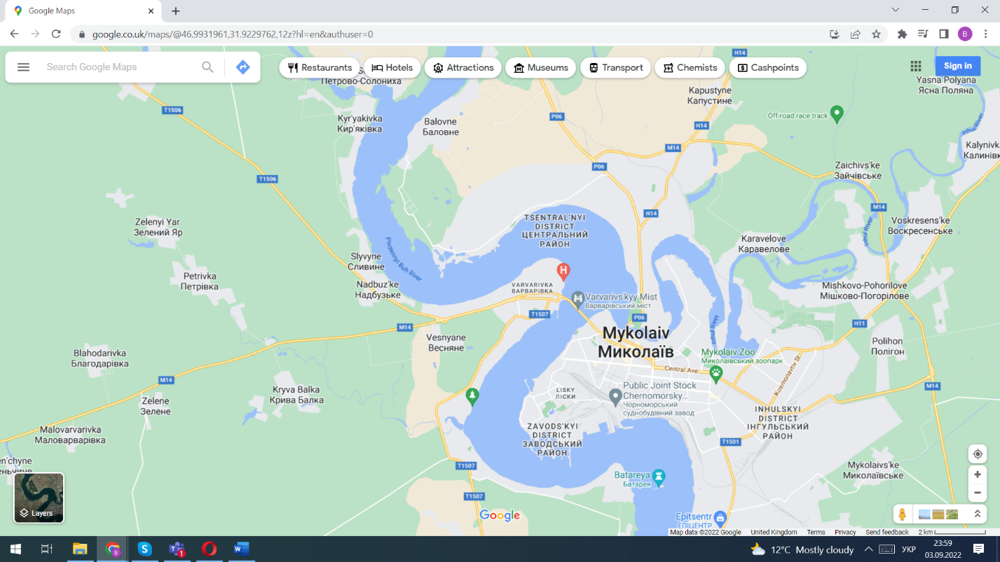 Google Maps
google.co.uk/maps/@46.9931961,31.9229762,12z?hl=en&authuser=0
B
Search Google Maps
Restaurants
Hotels
Attractions
Museums
Transport
Chemists
Cashpoints
Sign in
H14
Петрово-Солониха
Yasna Polyana
Ясна Поляна
Kapustyne
Капустине
T1506
Kyr'yakivka
Кир'яківка
Balovne
Баловне
P06
Off-road race track
H14
Inhul River
M14
Kalynivk
Калинівк
P06
Zaichivs'ke
Зайчівське
T1506
M14
H14
Zelenyi Yar
Зелений Яр
TSENTRAL'NYI
DISTRICT
ЦЕНТРАЛЬНИЙ
РАЙОН
Voskresens'ke
Воскресенське
Inhul River
Karavelove
Каравелове
Pivdennyi Buh River
Slyvyne
Сливине
Petrivka
Петрівка
H
Nadbuz'ke
Надбузьке
VARVARIVKA
ВАРВАРІВКА
Mishkovo-Pohorilove
Мішково-Погорілове
Varvarivs'kyy Mist
Варварівський міст
T1507
P06
M14
H11
Inhul River
Mykolaiv
Миколаїв
Vesnyane
Весняне
Polihon
Полігон
Blahodarivka
Благодарівка
Mykolaiv Zoo
Миколаївський зоопарк
Central Ave
Kosmonavtiv St
M14
M14
Kryva Balka
Крива Балка
LISKY
ЛІСКИ
Public Joint Stock
Chernomorsky...
Чорноморський
суднобудівний завод
Zelene
Зелене
INHULSKYI
DISTRICT
ІНГУЛЬСЬКИЙ
РАЙОН
Malovarvarivka
Маловарварівка
ZAVODS'KYI
DISTRICT
ЗАВОДСЬКИЙ
РАЙОН
T1501
en'chyne
еньчине
T1507
Mykolaivs'ke
Миколаївське
Batareya
Батарея
T1507
Layers
Google
Epitsentr
ЕПІЦЕНТР
Map data ©2022 Google United Kingdom Terms Privacy Send feedback 2 km
1
12°C Mostly cloudy
УКР
23:59
03.09.2022